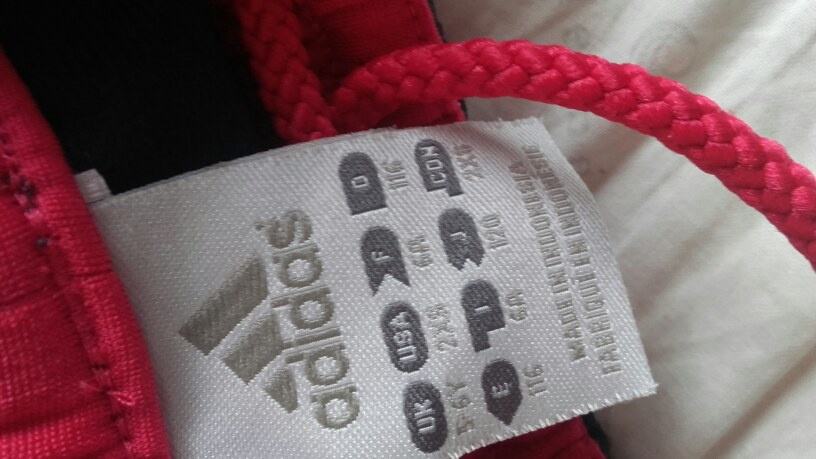 adidas
UK USA F D
5-6Y 2XS 6A 116
E I J CDN
116 6A 120 2XS
MADE IN INDONESIA
FABRIQUÉ EN INDONÉSIE